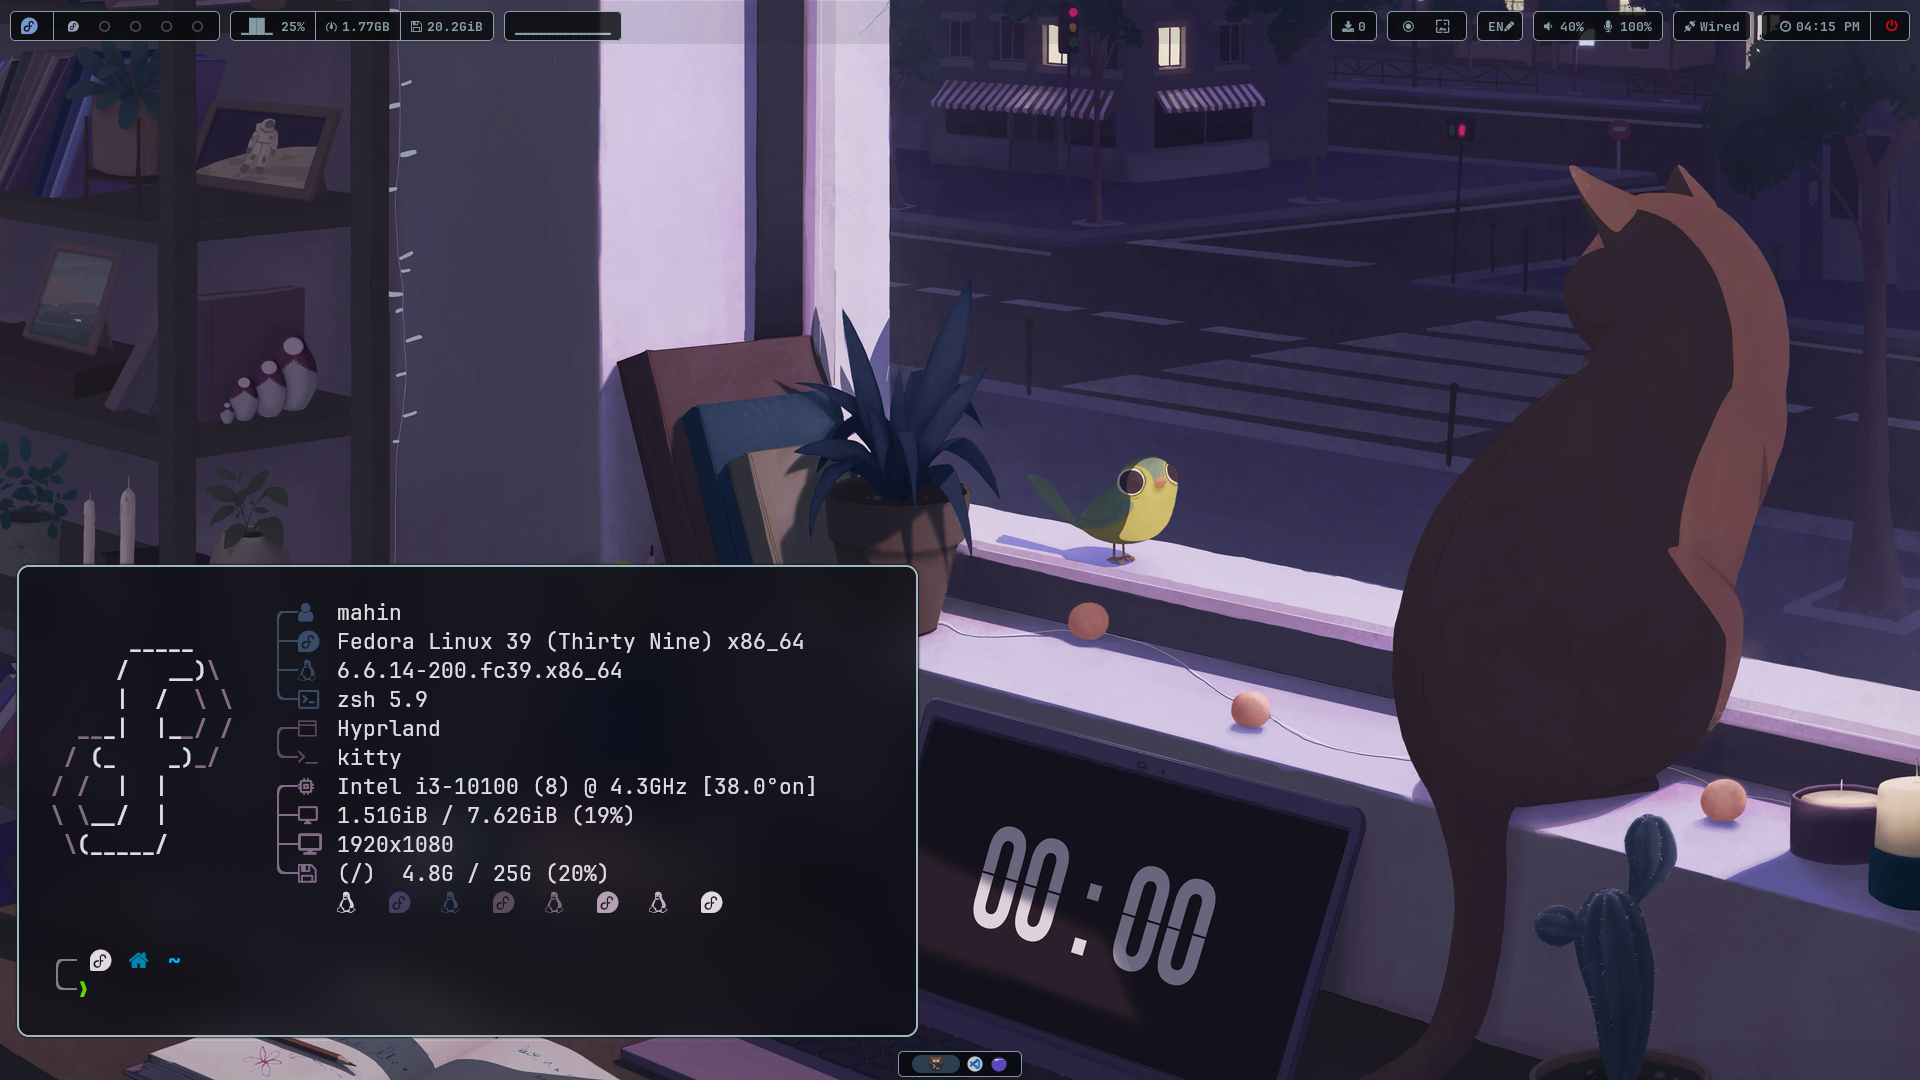 25% 1.77GB 20.2GiB 0 EN 40% 100% Wired 04:15 PM
mahin
Fedora Linux 39 (Thirty Nine) x86_64
6.6.14-200.fc39.x86_64
zsh 5.9
Hyprland
kitty
Intel i3-10100 (8) @ 4.3GHz [38.0°on]
1.51GiB / 7.62GiB (19%)
1920x1080
(/) 4.8G / 25G (20%)
~
❯
00:00